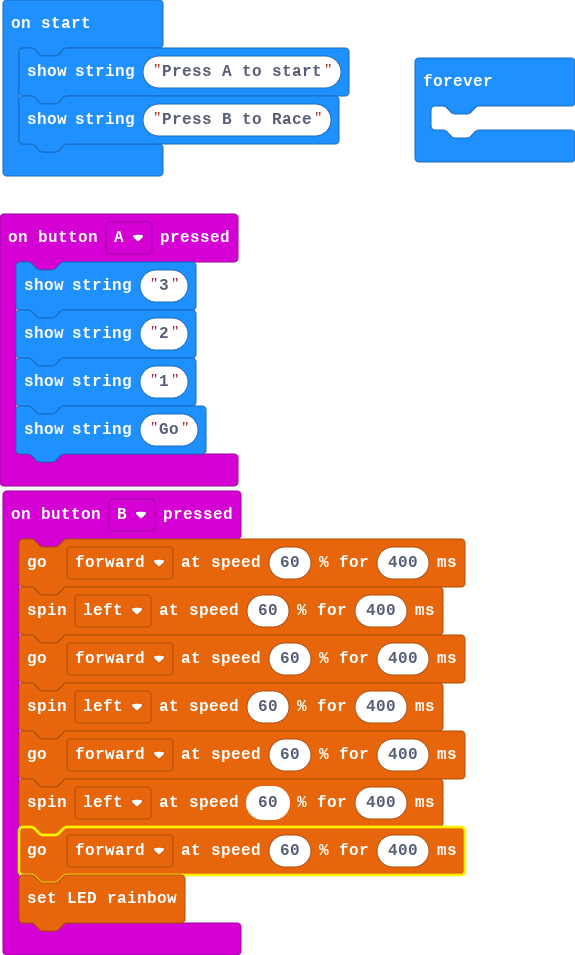 on start
show string "Press A to start"
show string "Press B to Race"
forever
on button A pressed
show string "3"
show string "2"
show string "1"
show string "Go"
on button B pressed
go forward at speed 60 % for 400 ms
spin left at speed 60 % for 400 ms
go forward at speed 60 % for 400 ms
spin left at speed 60 % for 400 ms
go forward at speed 60 % for 400 ms
spin left at speed 60 % for 400 ms
go forward at speed 60 % for 400 ms
set LED rainbow